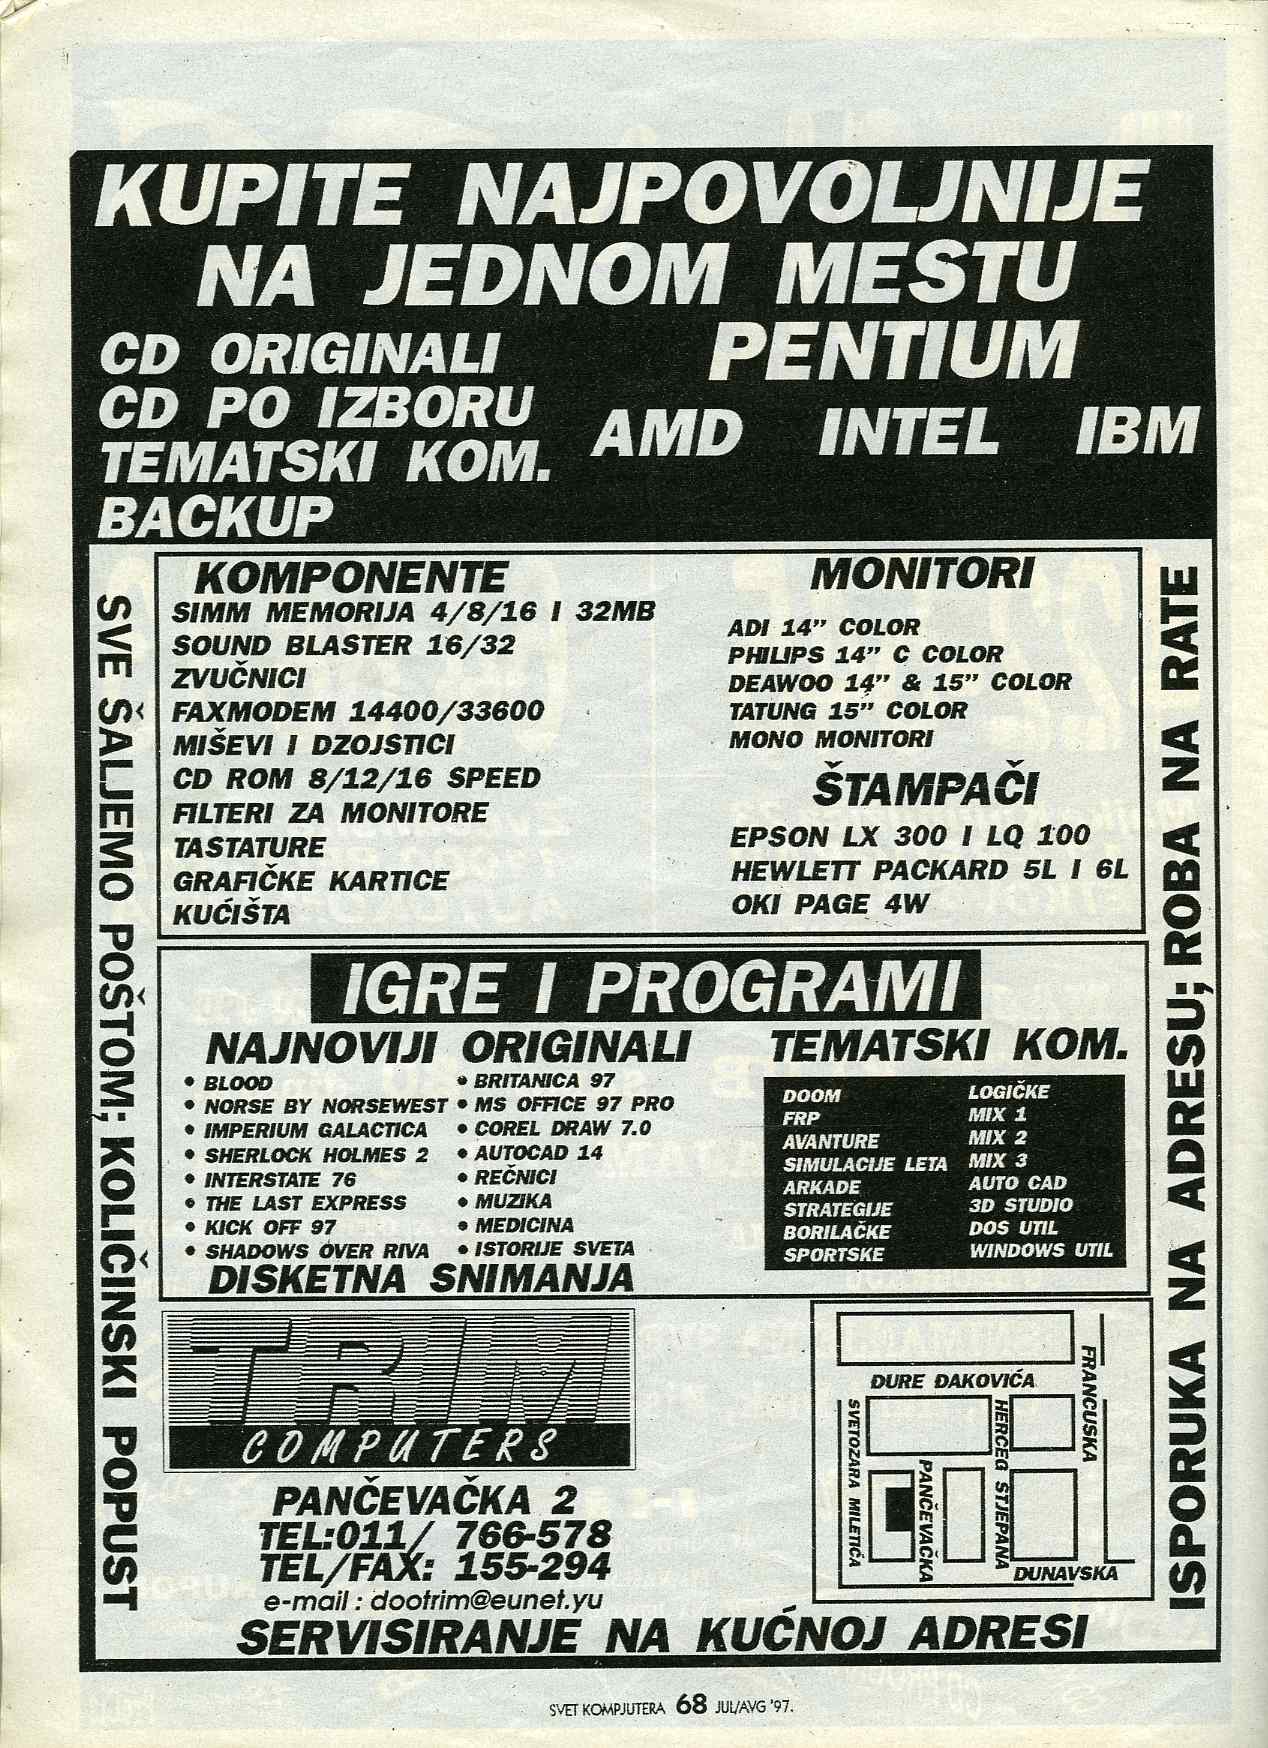 KUPITE NAJPOVOLJNIJE
NA JEDNOM MESTU
CD ORIGINALI
CD PO IZBORU
TEMATSKI KOM.
BACKUP
PENTIUM
AMD INTEL IBM
SVE ŠALJEMO POŠTOM; KOLIČINSKI POPUST
KOMPONENTE
SIMM MEMORIJA 4/8/16 I 32MB
SOUND BLASTER 16/32
ZVUČNICI
FAXMODEM 14400/33600
MIŠEVI I DZOJSTICI
CD ROM 8/12/16 SPEED
FILTERI ZA MONITORE
TASTATURE
GRAFIČKE KARTICE
KUĆIŠTA
MONITORI
ADI 14” COLOR
PHILIPS 14” C COLOR
DEAWOO 14” & 15” COLOR
TATUNG 15” COLOR
MONO MONITORI
ŠTAMPAČI
EPSON LX 300 I LQ 100
HEWLETT PACKARD 5L I 6L
OKI PAGE 4W
ISPORUKA NA ADRESU; ROBA NA RATE
IGRE I PROGRAMI
NAJNOVIJI ORIGINALI
• BLOOD
• NORSE BY NORSEWEST
• IMPERIUM GALACTICA
• SHERLOCK HOLMES 2
• INTERSTATE 76
• THE LAST EXPRESS
• KICK OFF 97
• SHADOWS OVER RIVA
• BRITANICA 97
• MS OFFICE 97 PRO
• COREL DRAW 7.0
• AUTOCAD 14
• REČNICI
• MUZIKA
• MEDICINA
• ISTORIJE SVETA
DISKETNA SNIMANJA
TEMATSKI KOM.
DOOM
FRP
AVANTURE
SIMULACIJE LETA
ARKADE
STRATEGIJE
BORILAČKE
SPORTSKE
LOGIČKE
MIX 1
MIX 2
MIX 3
AUTO CAD
3D STUDIO
DOS UTIL
WINDOWS UTIL
TRIM
COMPUTERS
PANČEVAČKA 2
TEL:011/ 766-578
TEL/FAX: 155-294
e-mail : dootrim@eunet.yu
ĐURE ĐAKOVIĆA
FRANCUSKA
SVETOZARA MILETIĆA
PANČEVAČKA
HERCEG STJEPANA
DUNAVSKA
SERVISIRANJE NA KUĆNOJ ADRESI
SVET KOMPJUTERA 68 JUL/AVG '97.